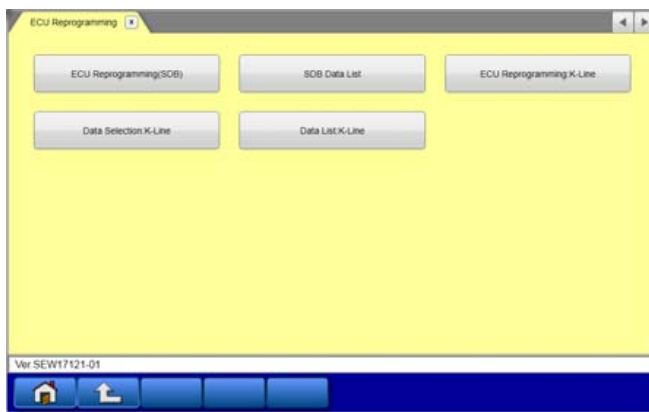 ECU Reprogramming x
ECU Reprogramming(SDB) SDB Data List ECU Reprogramming:K-Line
Data Selection:K-Line Data List:K-Line
Ver.SEW17121-01